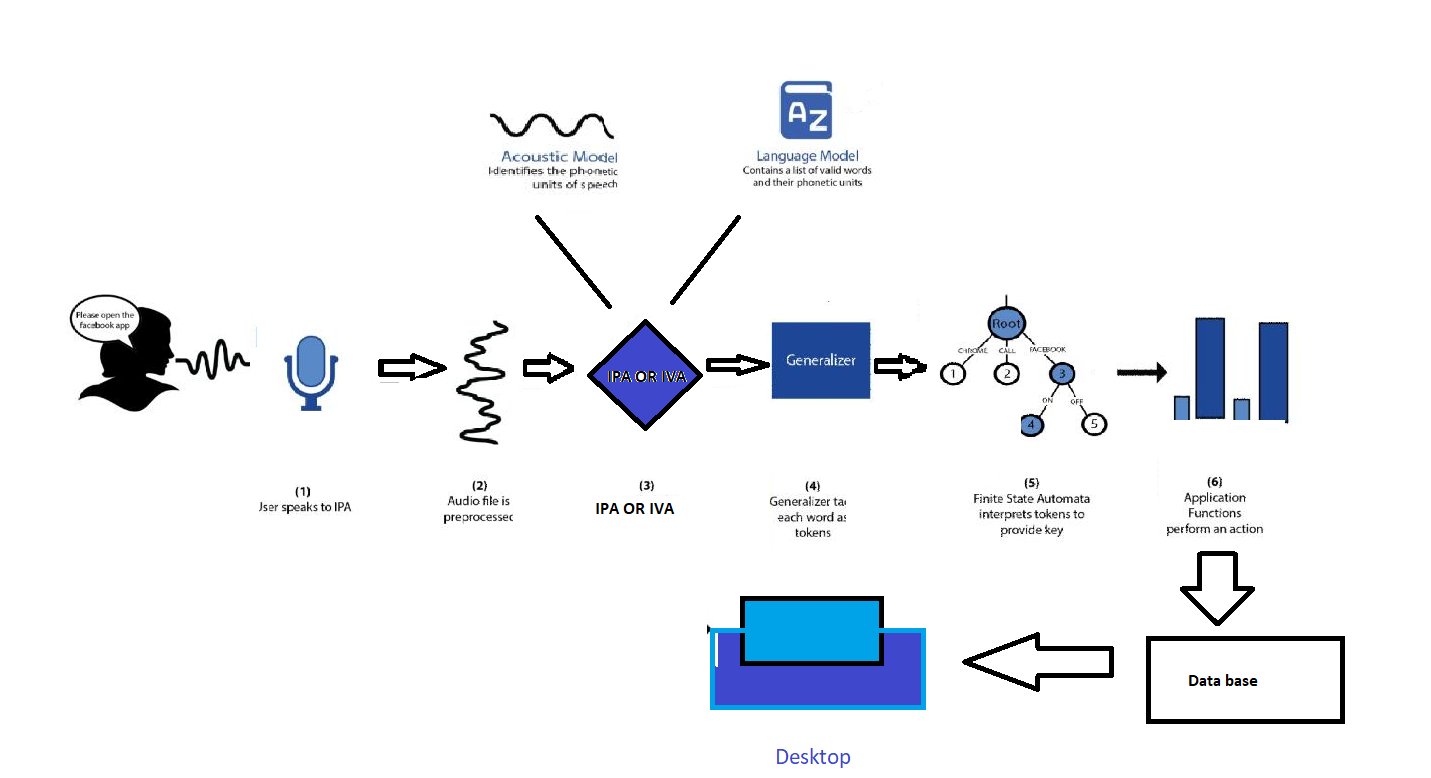 Acoustic Model
Identifies the phonetic
units of speech
Language Model
Contains a list of valid words
and their phonetic units
AZ
Please open the
facebook app
IPA OR IVA
Generalizer
Root
CHROME
CALL
FACEBOOK
1
2
3
ON
OFF
4
5
(1)
User speaks to IPA
(2)
Audio file is
preprocessed
(3)
IPA OR IVA
(4)
Generalizer
each word as
tokens
(5)
Finite State Automata
interprets tokens to
provide key
(6)
Application
Functions
perform an action
Data base
Desktop